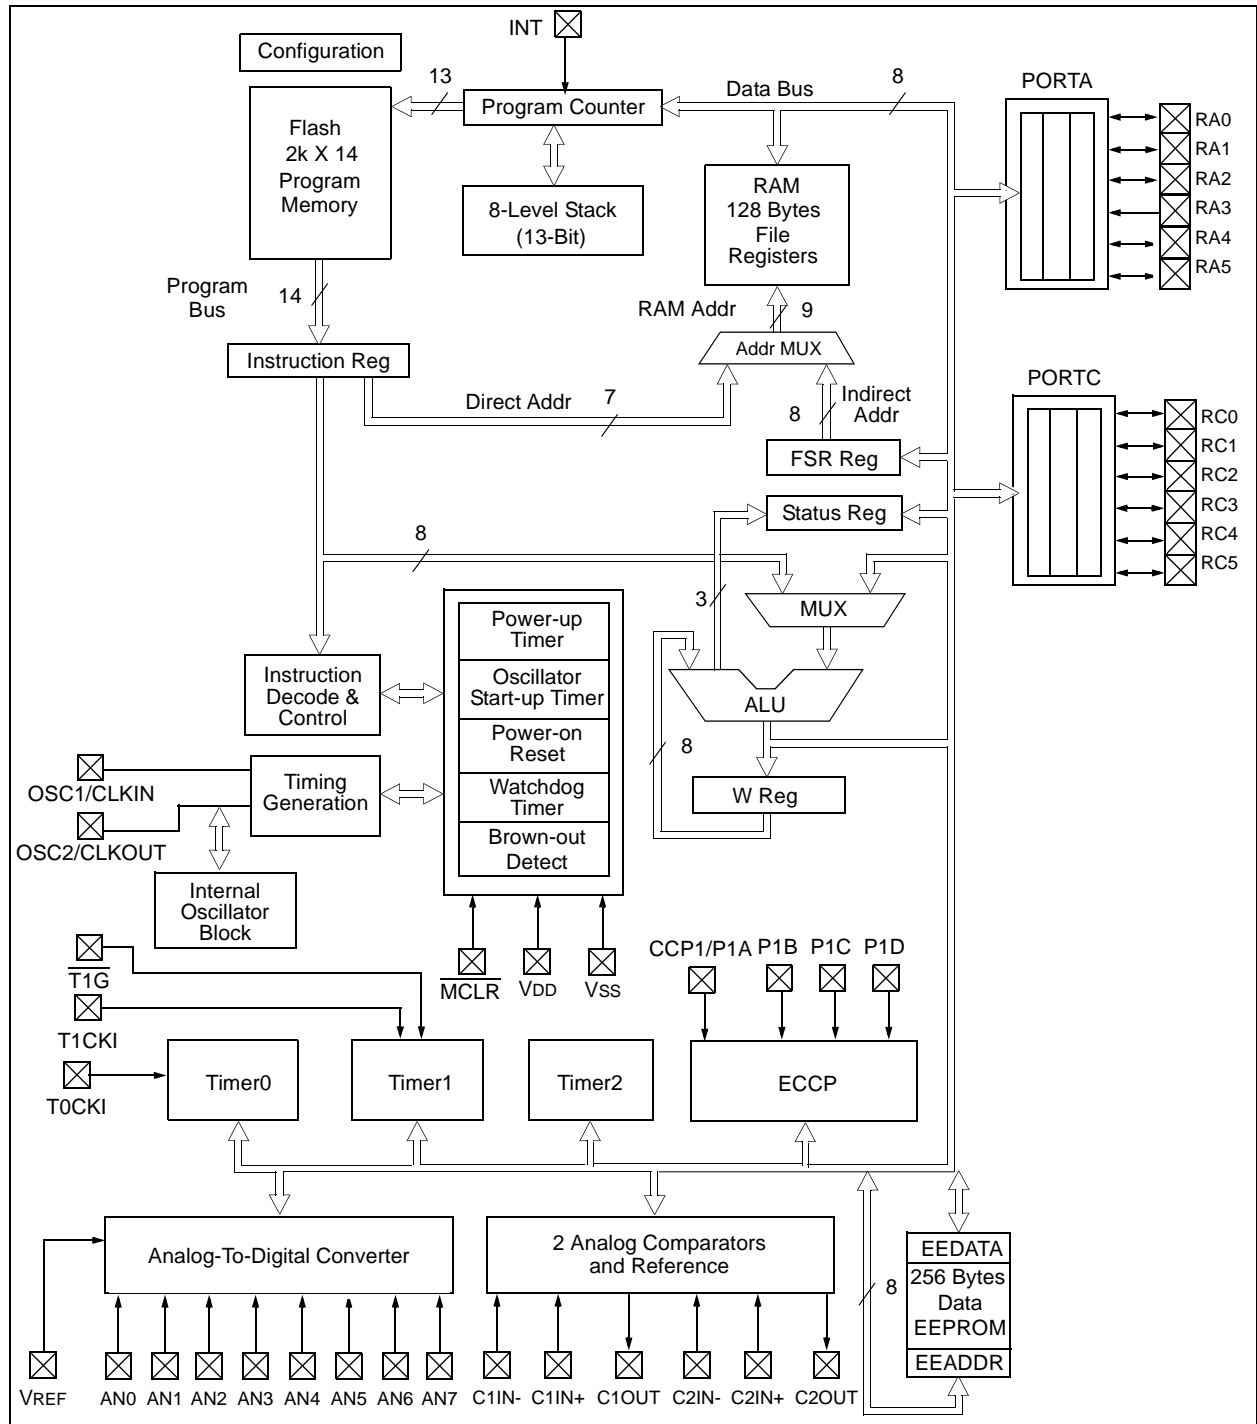 INT
Configuration
13
Program Counter
Data Bus
8
PORTA
Flash
2k X 14
Program
Memory
8-Level Stack
(13-Bit)
RAM
128 Bytes
File
Registers
RA0
RA1
RA2
RA3
RA4
RA5
Program
Bus
14
RAM Addr
9
Addr MUX
Instruction Reg
Direct Addr
7
8
Indirect
Addr
FSR Reg
Status Reg
PORTC
RC0
RC1
RC2
RC3
RC4
RC5
8
3
MUX
ALU
8
W Reg
Power-up
Timer
Oscillator
Start-up Timer
Power-on
Reset
Watchdog
Timer
Brown-out
Detect
Instruction
Decode &
Control
OSC1/CLKIN
Timing
Generation
OSC2/CLKOUT
Internal
Oscillator
Block
MCLR
VDD
VSS
CCP1/P1A
P1B
P1C
P1D
T1G
T1CKI
T0CKI
Timer0
Timer1
Timer2
ECCP
Analog-To-Digital Converter
2 Analog Comparators
and Reference
8
EEDATA
256 Bytes
Data
EEPROM
EEADDR
VREF
AN0
AN1
AN2
AN3
AN4
AN5
AN6
AN7
C1IN-
C1IN+
C1OUT
C2IN-
C2IN+
C2OUT